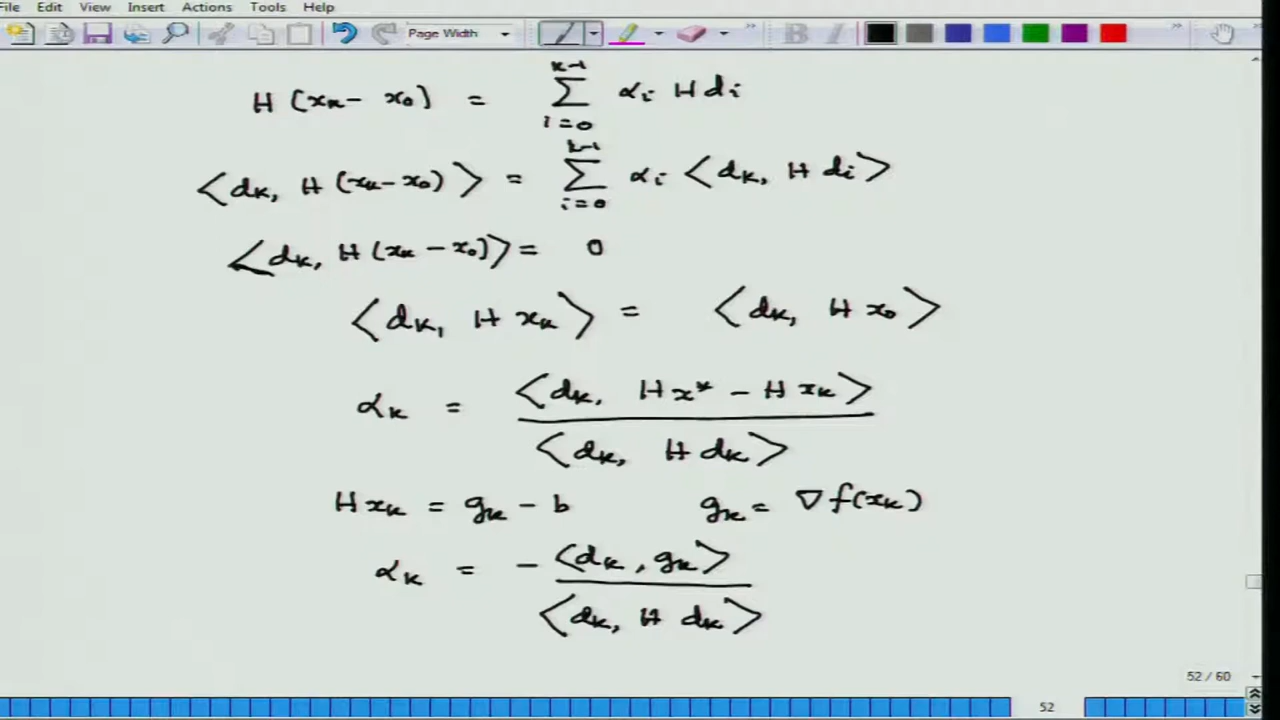 File Edit View Insert Actions Tools Help
Page Width
H (xₖ - x₀) = Σ_{i=0}^{k-1} αᵢ H dᵢ
⟨dₖ, H (xₖ - x₀)⟩ = Σ_{i=0}^{k-1} αᵢ ⟨dₖ, H dᵢ⟩
⟨dₖ, H (xₖ - x₀)⟩ = 0
⟨dₖ, H xₖ⟩ = ⟨dₖ, H x₀⟩
αₖ = ⟨dₖ, H x* - H xₖ⟩ / ⟨dₖ, H dₖ⟩
H xₖ = gₖ - b gₖ = ∇ f(xₖ)
αₖ = - ⟨dₖ, gₖ⟩ / ⟨dₖ, H dₖ⟩
52 / 60
52